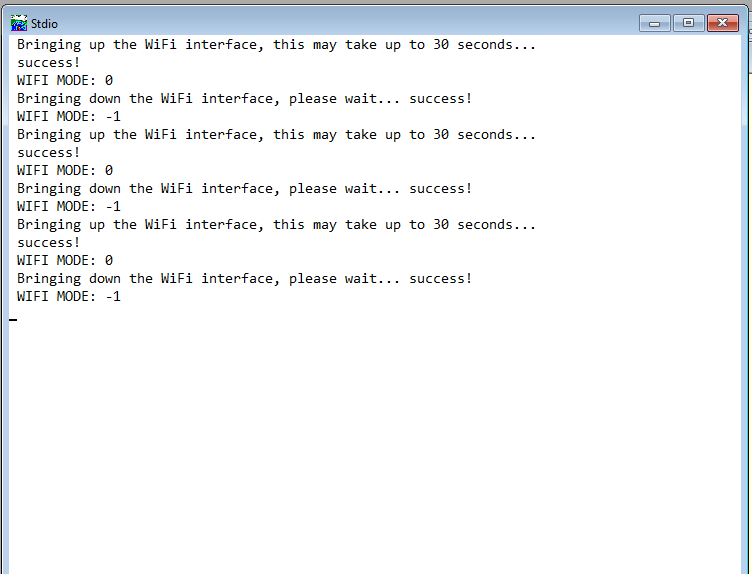 Stdio
Bringing up the WiFi interface, this may take up to 30 seconds...
success!
WIFI MODE: 0
Bringing down the WiFi interface, please wait... success!
WIFI MODE: -1
Bringing up the WiFi interface, this may take up to 30 seconds...
success!
WIFI MODE: 0
Bringing down the WiFi interface, please wait... success!
WIFI MODE: -1
Bringing up the WiFi interface, this may take up to 30 seconds...
success!
WIFI MODE: 0
Bringing down the WiFi interface, please wait... success!
WIFI MODE: -1